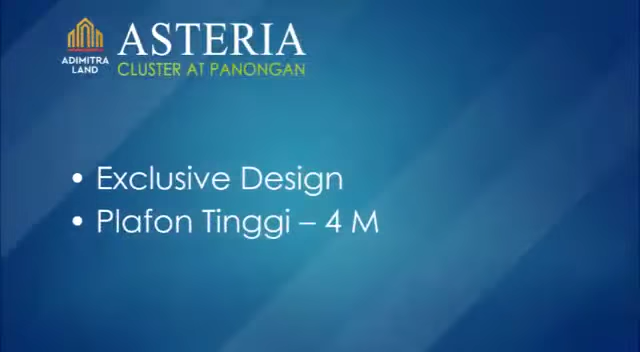 ADIMITRA
LAND
ASTERIA
CLUSTER AT PANONGAN
• Exclusive Design
• Plafon Tinggi – 4 M